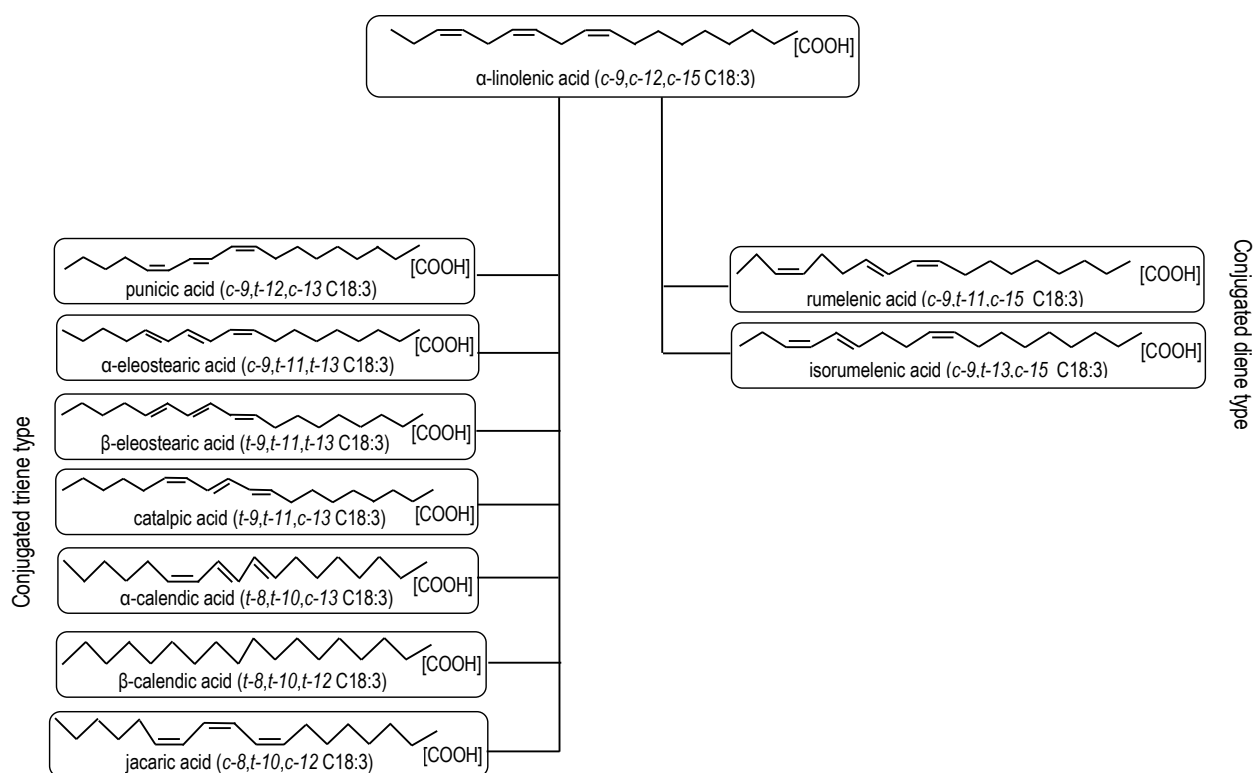 [COOH]
α-linolenic acid (c-9,c-12,c-15 C18:3)
Conjugated triene type
[COOH]
punicic acid (c-9,t-12,c-13 C18:3)
[COOH]
α-eleostearic acid (c-9,t-11,t-13 C18:3)
[COOH]
β-eleostearic acid (t-9,t-11,t-13 C18:3)
[COOH]
catalpic acid (t-9,t-11,c-13 C18:3)
[COOH]
α-calendic acid (t-8,t-10,c-13 C18:3)
[COOH]
β-calendic acid (t-8,t-10,t-12 C18:3)
[COOH]
jacaric acid (c-8,t-10,c-12 C18:3)
[COOH]
rumelenic acid (c-9,t-11,c-15 C18:3)
[COOH]
isorumelenic acid (c-9,t-13,c-15 C18:3)
Conjugated diene type